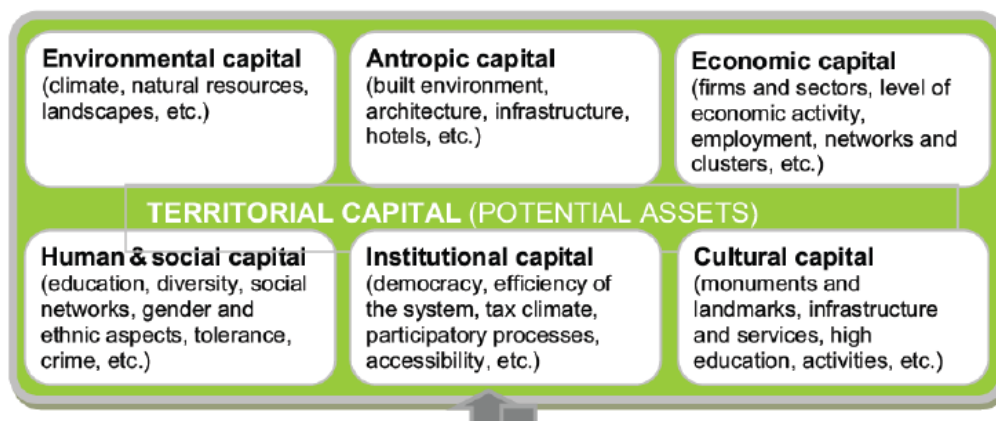 Environmental capital
(climate, natural resources,
landscapes, etc.)
Antropic capital
(built environment,
architecture, infrastructure,
hotels, etc.)
Economic capital
(firms and sectors, level of
economic activity,
employment, networks and
clusters, etc.)
TERRITORIAL CAPITAL (POTENTIAL ASSETS)
Human & social capital
(education, diversity, social
networks, gender and
ethnic aspects, tolerance,
crime, etc.)
Institutional capital
(democracy, efficiency of
the system, tax climate,
participatory processes,
accessibility, etc.)
Cultural capital
(monuments and
landmarks, infrastructure
and services, high
education, activities, etc.)